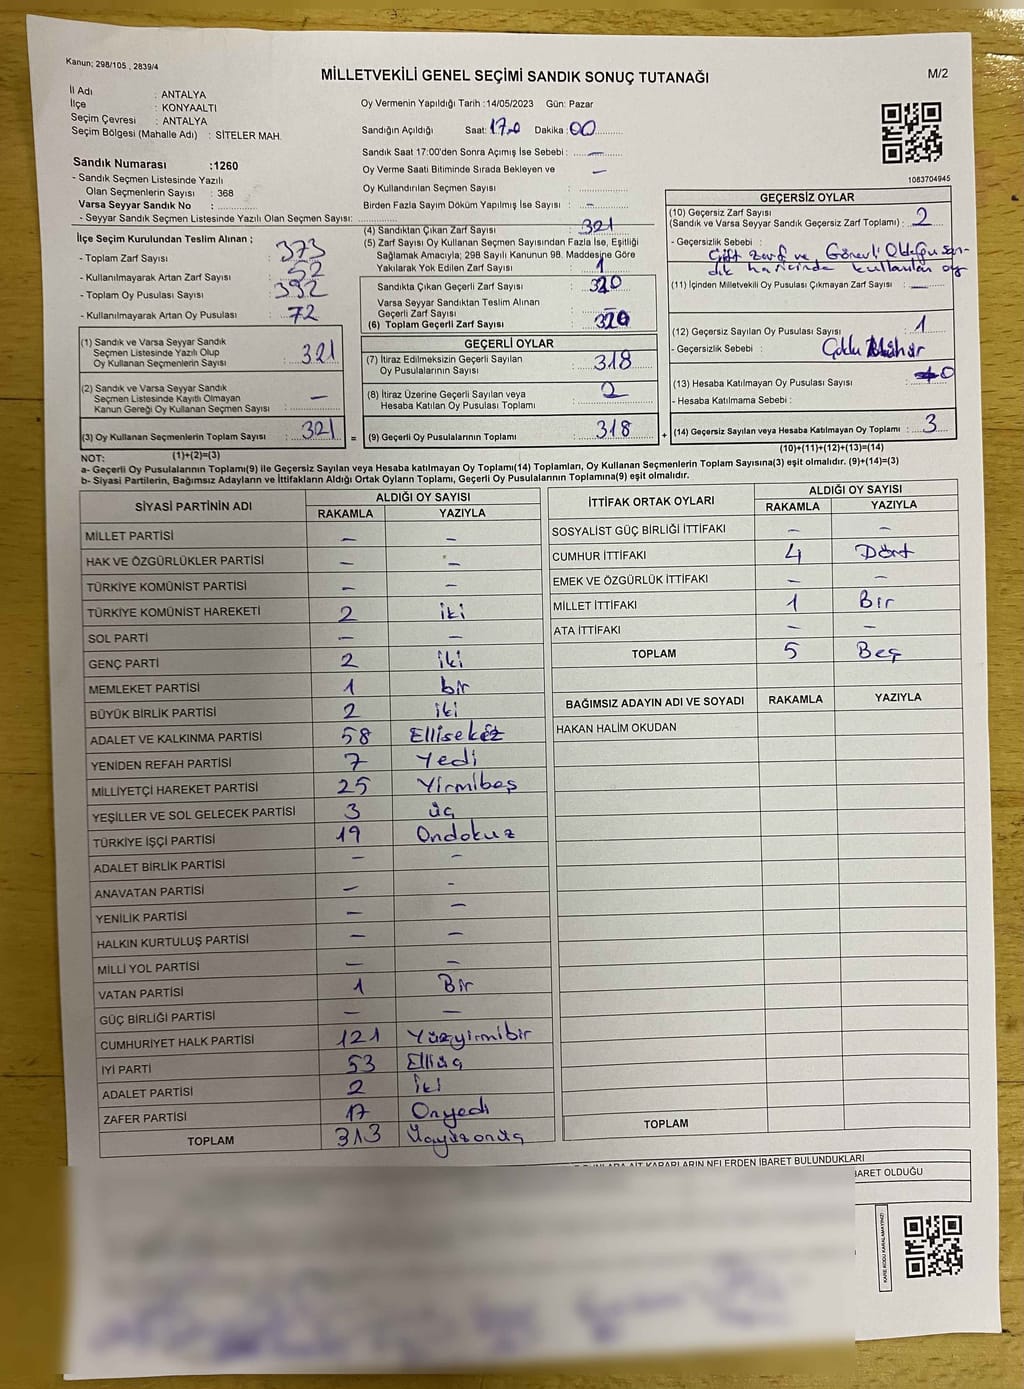 Kanun; 298/105 , 2839/4
MİLLETVEKİLİ GENEL SEÇİMİ SANDIK SONUÇ TUTANAĞI
M/2
İl Adı : ANTALYA
İlçe : KONYAALTI
Seçim Çevresi : ANTALYA
Seçim Bölgesi (Mahalle Adı) : SİTELER MAH.
Sandık Numarası :1260
- Sandık Seçmen Listesinde Yazılı
Olan Seçmenlerin Sayısı : 368
Varsa Seyyar Sandık No :
- Seyyar Sandık Seçmen Listesinde Yazılı Olan Seçmen Sayısı:
Oy Vermenin Yapıldığı Tarih :14/05/2023 Gün: Pazar
Sandığın Açıldığı Saat: 17.0 Dakika: 00
Sandık Saat 17:00'den Sonra Açımış İse Sebebi : —
Oy Verme Saati Bitiminde Sırada Bekleyen ve —
Oy Kullandırılan Seçmen Sayısı :
Birden Fazla Sayım Döküm Yapılmış İse Sayısı : —
1083704945
İlçe Seçim Kurulundan Teslim Alınan ;
- Toplam Zarf Sayısı : 373
- Kullanılmayarak Artan Zarf Sayısı : 52
- Toplam Oy Pusulası Sayısı : 392
- Kullanılmayarak Artan Oy Pusulası : 72
(1) Sandık ve Varsa Seyyar Sandık
Seçmen Listesinde Yazılı Olup
Oy Kullanan Seçmenlerin Sayısı : 321
(2) Sandık ve Varsa Seyyar Sandık
Seçmen Listesinde Kayıtlı Olmayan
Kanun Gereği Oy Kullanan Seçmen Sayısı : —
(3) Oy Kullanan Seçmenlerin Toplam Sayısı : 321 =
(1)+(2)=(3)
(4) Sandıktan Çıkan Zarf Sayısı : 321
(5) Zarf Sayısı Oy Kullanan Seçmen Sayısından Fazla İse, Eşitliği
Sağlamak Amacıyla; 298 Sayılı Kanunun 98. Maddesine Göre
Yakılarak Yok Edilen Zarf Sayısı : 1
Sandıkta Çıkan Geçerli Zarf Sayısı : 320
Varsa Seyyar Sandıktan Teslim Alınan
Geçerli Zarf Sayısı :
(6) Toplam Geçerli Zarf Sayısı : 320
GEÇERLİ OYLAR
(7) İtiraz Edilmeksizin Geçerli Sayılan
Oy Pusulalarının Sayısı : 318
(8) İtiraz Üzerine Geçerli Sayılan veya
Hesaba Katılan Oy Pusulası Toplamı : 2
(9) Geçerli Oy Pusulalarının Toplamı : 318 +
GEÇERSİZ OYLAR
(10) Geçersiz Zarf Sayısı
(Sandık ve Varsa Seyyar Sandık Geçersiz Zarf Toplamı) : 2
- Geçersizlik Sebebi :
Çift zarf ve Görevli Olduğu san-
dık haricinde kullanılan oy
(11) İçinden Milletvekili Oy Pusulası Çıkmayan Zarf Sayısı : —
(12) Geçersiz Sayılan Oy Pusulası Sayısı : 1
- Geçersizlik Sebebi : Çoklu Mühür
(13) Hesaba Katılmayan Oy Pusulası Sayısı : 0
- Hesaba Katılmama Sebebi :
(14) Geçersiz Sayılan veya Hesaba Katılmayan Oy Toplamı : 3
(10)+(11)+(12)+(13)=(14)
NOT:
a- Geçerli Oy Pusulalarının Toplamı(9) ile Geçersiz Sayılan veya Hesaba katılmayan Oy Toplamı(14) Toplamları, Oy Kullanan Seçmenlerin Toplam Sayısına(3) eşit olmalıdır. (9)+(14)=(3)
b- Siyasi Partilerin, Bağımsız Adayların ve İttifakların Aldığı Ortak Oyların Toplamı, Geçerli Oy Pusulalarının Toplamına(9) eşit olmalıdır.
SİYASİ PARTİNİN ADI ALDIĞI OY SAYISI
RAKAMLA YAZIYLA
MİLLET PARTİSİ — —
HAK VE ÖZGÜRLÜKLER PARTİSİ — —
TÜRKİYE KOMÜNİST PARTİSİ — —
TÜRKİYE KOMÜNİST HAREKETİ 2 iki
SOL PARTİ — —
GENÇ PARTİ 2 iki
MEMLEKET PARTİSİ 1 bir
BÜYÜK BİRLİK PARTİSİ 2 iki
ADALET VE KALKINMA PARTİSİ 58 Ellisekiz
YENİDEN REFAH PARTİSİ 7 Yedi
MİLLİYETÇİ HAREKET PARTİSİ 25 Yirmibeş
YEŞİLLER VE SOL GELECEK PARTİSİ 3 üç
TÜRKİYE İŞÇİ PARTİSİ 19 Ondokuz
ADALET BİRLİK PARTİSİ — —
ANAVATAN PARTİSİ — —
YENİLİK PARTİSİ — —
HALKIN KURTULUŞ PARTİSİ — —
MİLLİ YOL PARTİSİ — —
VATAN PARTİSİ 1 Bir
GÜÇ BİRLİĞİ PARTİSİ — —
CUMHURİYET HALK PARTİSİ 121 Yüzyirmibir
İYİ PARTİ 53 Elliüç
ADALET PARTİSİ 2 İki
ZAFER PARTİSİ 17 Onyedi
TOPLAM 313 Üçyüzonüç
İTTİFAK ORTAK OYLARI ALDIĞI OY SAYISI
RAKAMLA YAZIYLA
SOSYALİST GÜÇ BİRLİĞİ İTTİFAKI — —
CUMHUR İTTİFAKI 4 Dört
EMEK VE ÖZGÜRLÜK İTTİFAKI — —
MİLLET İTTİFAKI 1 Bir
ATA İTTİFAKI — —
TOPLAM 5 Beş
BAĞIMSIZ ADAYIN ADI VE SOYADI RAKAMLA YAZIYLA
HAKAN HALİM OKUDAN
TOPLAM
AİT KARARLARIN NELERDEN İBARET BULUNDUKLARI
BARET OLDUĞU
KARE KODU KARALAMAYINIZ!